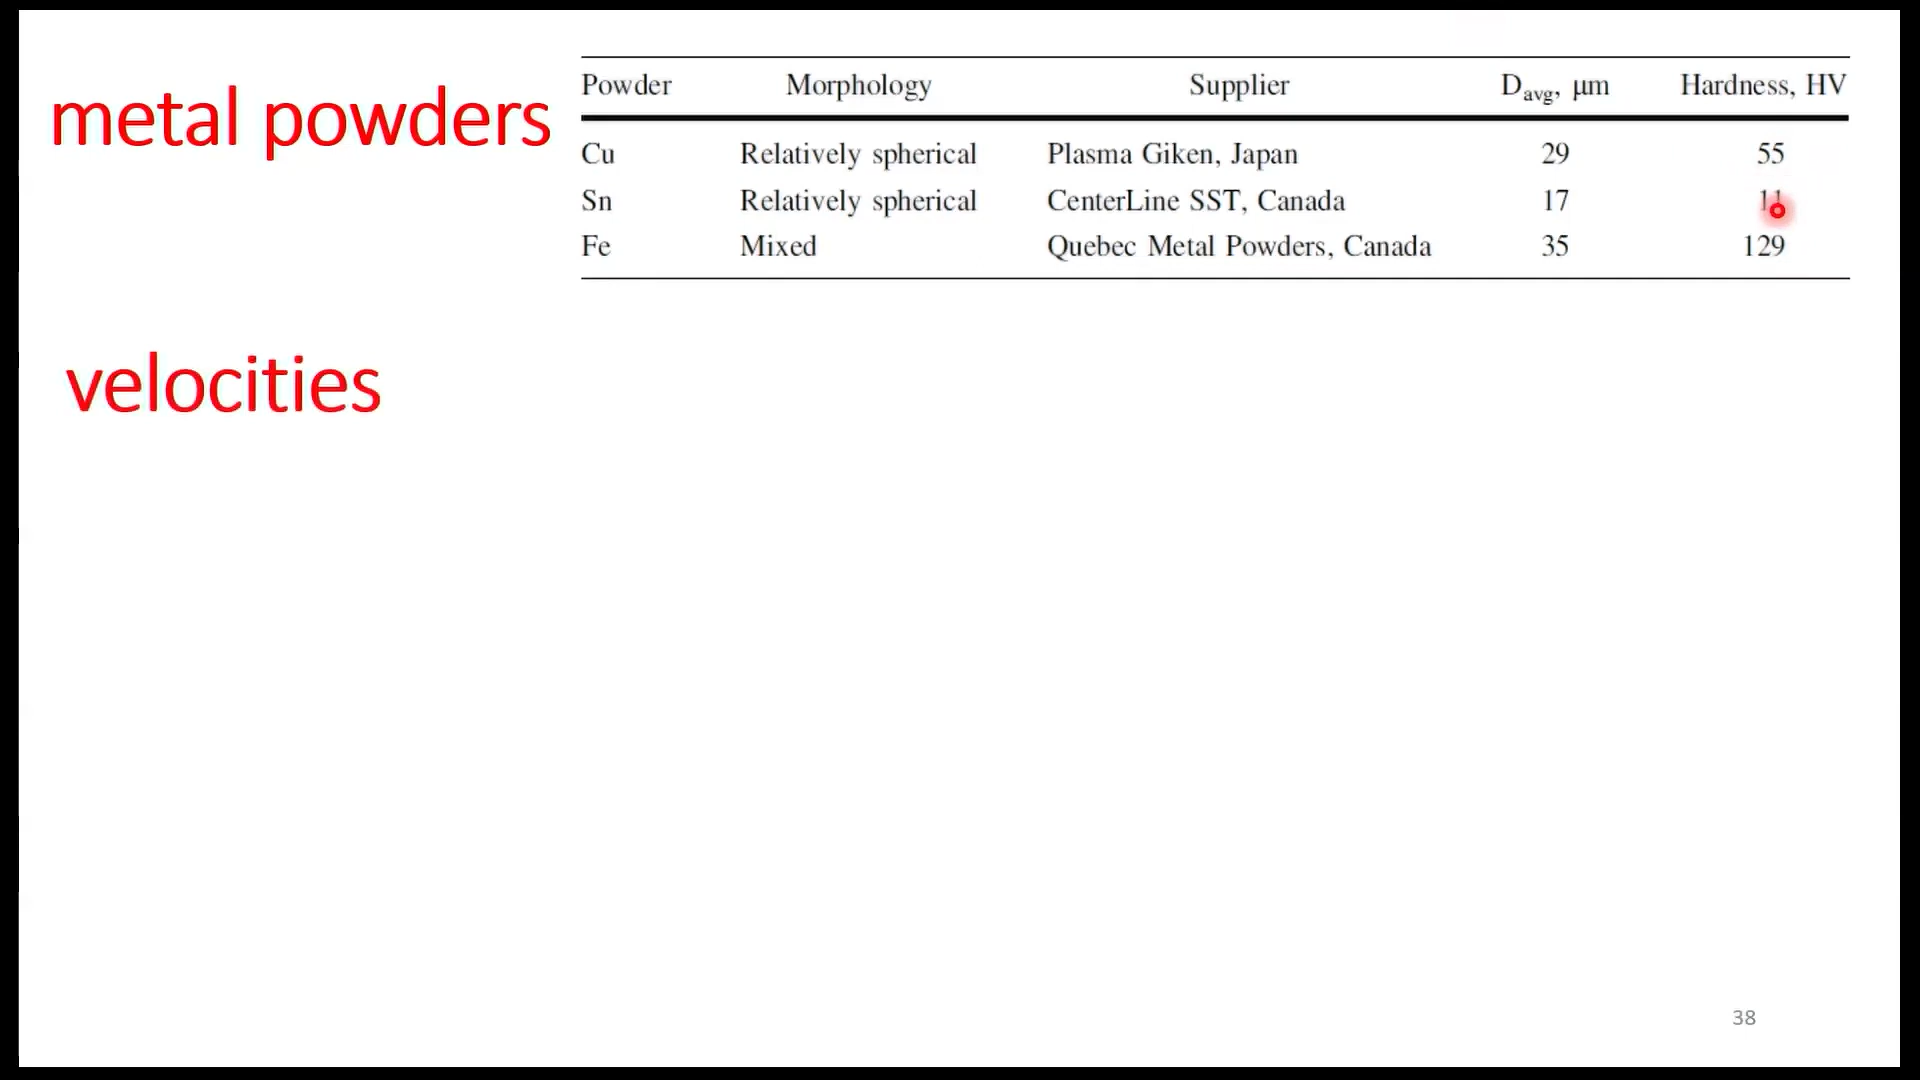 metal powders
Powder Morphology Supplier Davg, μm Hardness, HV
Cu Relatively spherical Plasma Giken, Japan 29 55
Sn Relatively spherical CenterLine SST, Canada 17 11
Fe Mixed Quebec Metal Powders, Canada 35 129
velocities
38